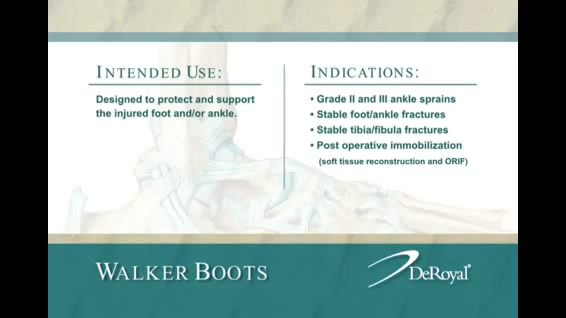 INTENDED USE:
Designed to protect and support
the injured foot and/or ankle.
INDICATIONS:
• Grade II and III ankle sprains
• Stable foot/ankle fractures
• Stable tibia/fibula fractures
• Post operative immobilization
(soft tissue reconstruction and ORIF)
WALKER BOOTS
DeRoyal®